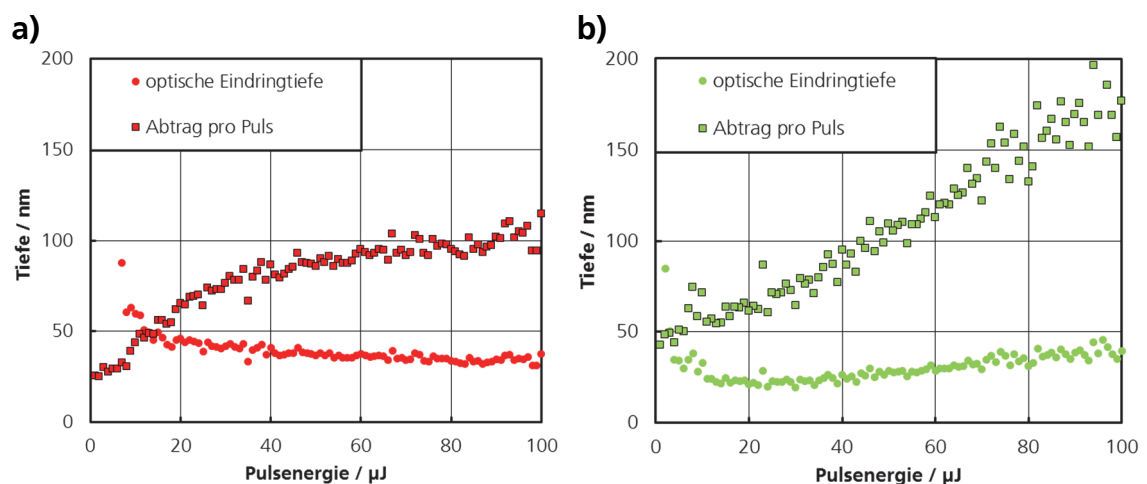 a)
200
150
100
50
0
Tiefe / nm
optische Eindringtiefe
Abtrag pro Puls
0 20 40 60 80 100
Pulsenergie / µJ
b)
200
150
100
50
0
Tiefe / nm
optische Eindringtiefe
Abtrag pro Puls
0 20 40 60 80 100
Pulsenergie / µJ